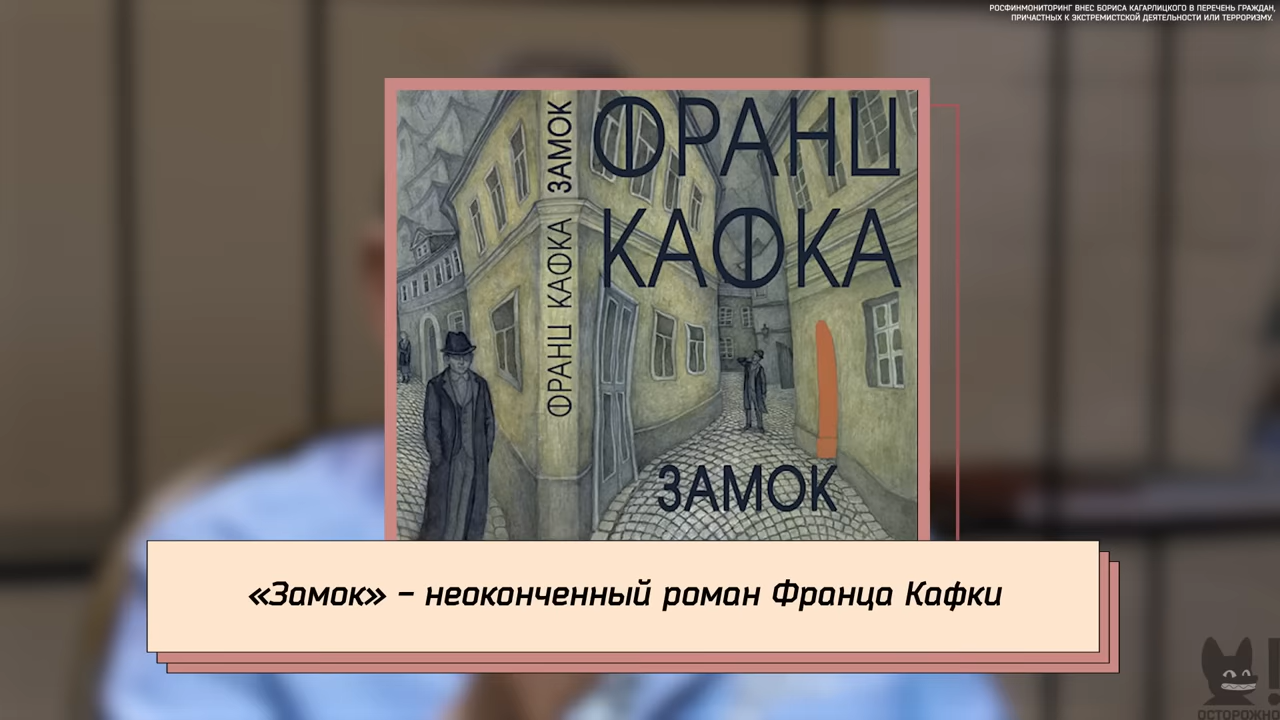 РОСФИНМОНИТОРИНГ ВНЕС БОРИСА КАГАРЛИЦКОГО В ПЕРЕЧЕНЬ ГРАЖДАН,
ПРИЧАСТНЫХ К ЭКСТРЕМИСТСКОЙ ДЕЯТЕЛЬНОСТИ ИЛИ ТЕРРОРИЗМУ.
ФРАНЦ КАФКА ЗАМОК
ФРАНЦ
КАФКА
ЗАМОК
«Замок» – неоконченный роман Франца Кафки
ОСТОРОЖНО